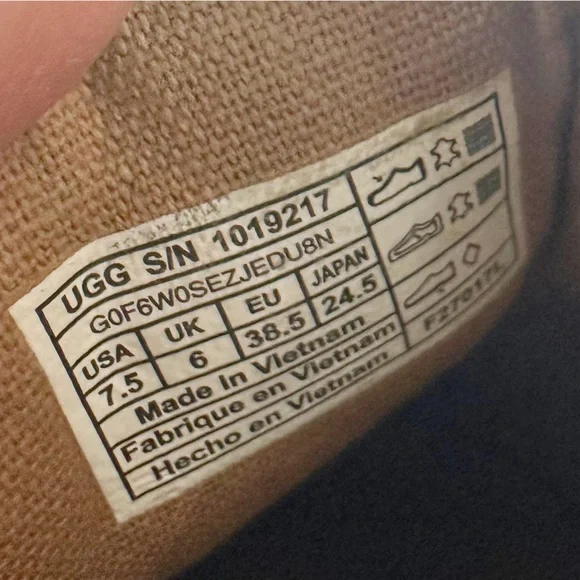 UGG S/N 1019217
G0F6W0SEZJEDU8N
USA UK EU JAPAN
7.5 6 38.5 24.5
Made In Vietnam
Fabrique en Vietnam
Hecho en Vietnam
F27017L